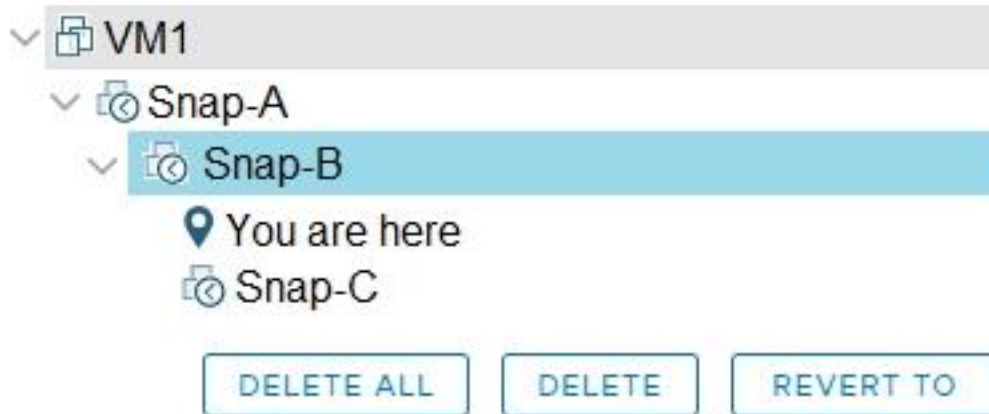 VM1
Snap-A
Snap-B
You are here
Snap-C
DELETE ALL DELETE REVERT TO